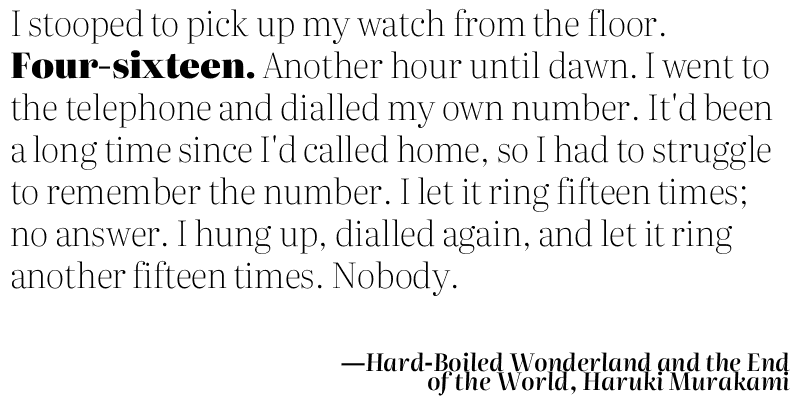 I stooped to pick up my watch from the floor.
Four-sixteen. Another hour until dawn. I went to
the telephone and dialled my own number. It'd been
a long time since I'd called home, so I had to struggle
to remember the number. I let it ring fifteen times;
no answer. I hung up, dialled again, and let it ring
another fifteen times. Nobody.
—Hard-Boiled Wonderland and the End
of the World, Haruki Murakami